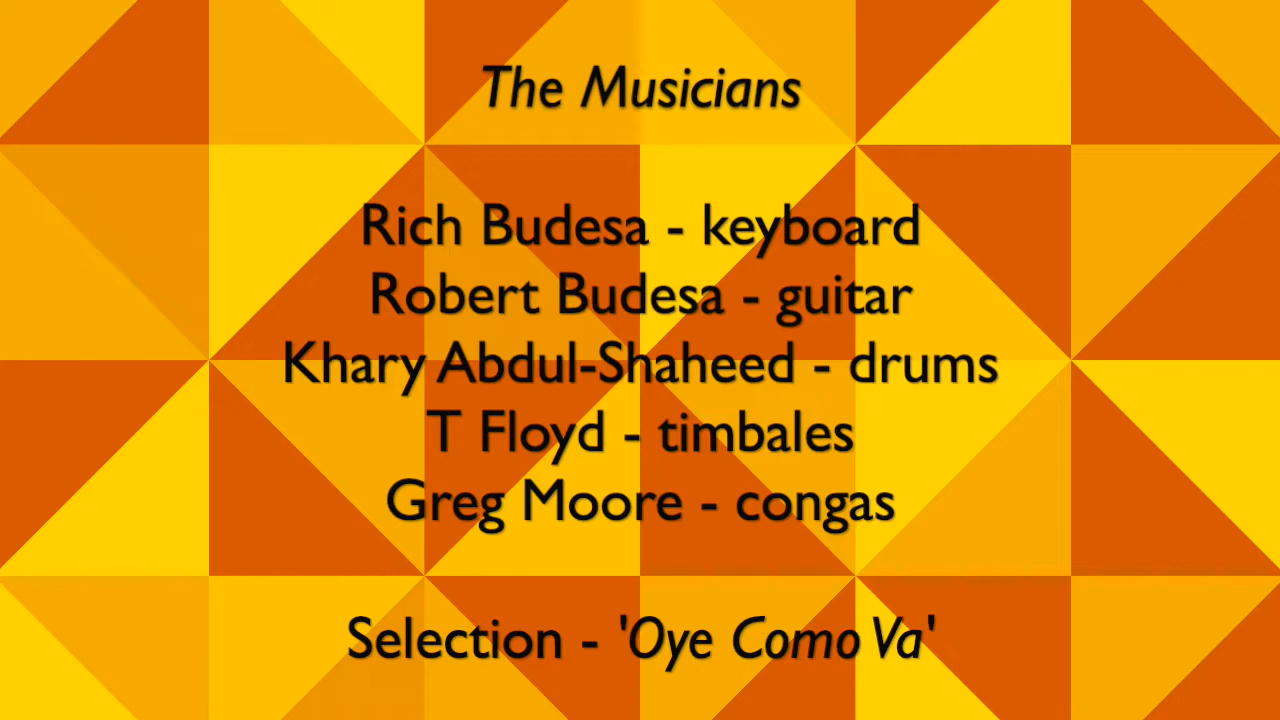 The Musicians
Rich Budesa - keyboard
Robert Budesa - guitar
Khary Abdul-Shaheed - drums
T Floyd - timbales
Greg Moore - congas
Selection - 'Oye Como Va'